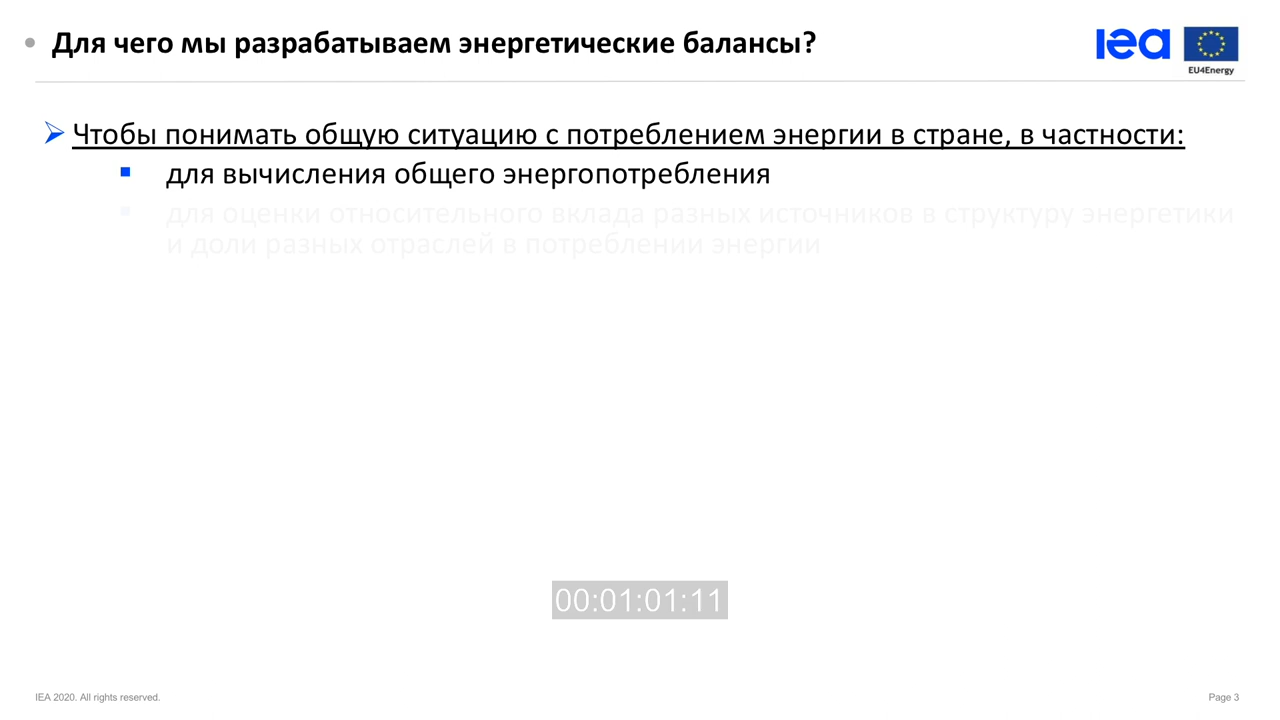 • Для чего мы разрабатываем энергетические балансы?
iea
EU4Energy
➢ Чтобы понимать общую ситуацию с потреблением энергии в стране, в частности:
▪ для вычисления общего энергопотребления
▪ для оценки относительного вклада разных источников в структуру энергетики
и доли разных отраслей в потреблении энергии
00:01:01:11
IEA 2020. All rights reserved.
Page 3